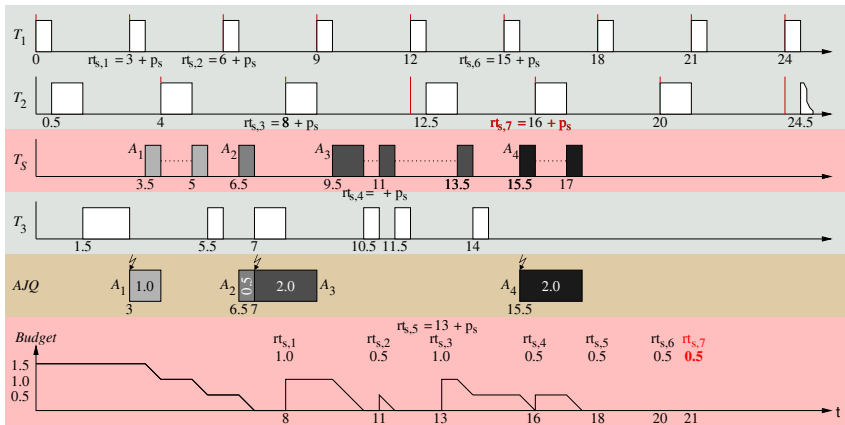 T1
0 rts,1 = 3 + ps rts,2 = 6 + ps 9 12 rts,6 = 15 + ps 18 21 24
T2
0.5 4 rts,3 = 8 + ps 12.5 rts,7 = 16 + ps 20 24.5
TS A1 A2 A3 A4
3.5 5 6.5 9.5 11 13.5 15.5 17
rts,4 = + ps
T3
1.5 5.5 7 10.5 11.5 14
AJQ A1 1.0 A2 0.5 2.0 A3 A4 2.0
3 6.5 7 15.5
rts,5 = 13 + ps
Budget rts,1 rts,2 rts,3 rts,4 rts,5 rts,6 rts,7
1.0 0.5 1.0 0.5 0.5 0.5 0.5
1.5
1.0
0.5
t
8 11 13 16 18 20 21